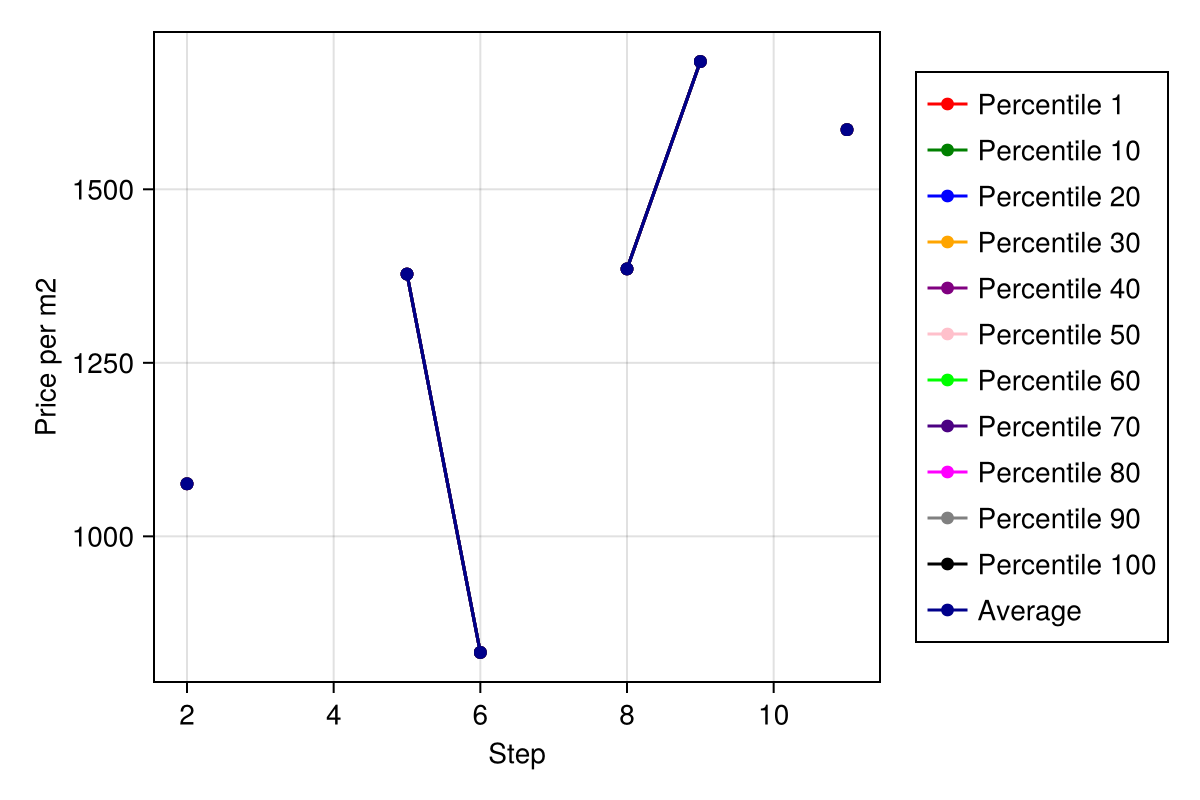 1500
1250
1000
Price per m2
2 4 6 8 10
Step
Percentile 1
Percentile 10
Percentile 20
Percentile 30
Percentile 40
Percentile 50
Percentile 60
Percentile 70
Percentile 80
Percentile 90
Percentile 100
Average